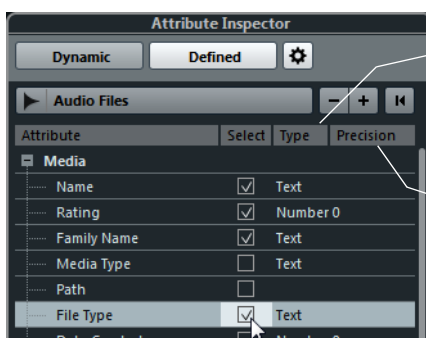 Attribute Inspector
Dynamic Defined
Audio Files − +
Attribute Select Type Precision
Media
Name Text
Rating Number 0
Family Name Text
Media Type Text
Path
File Type Text